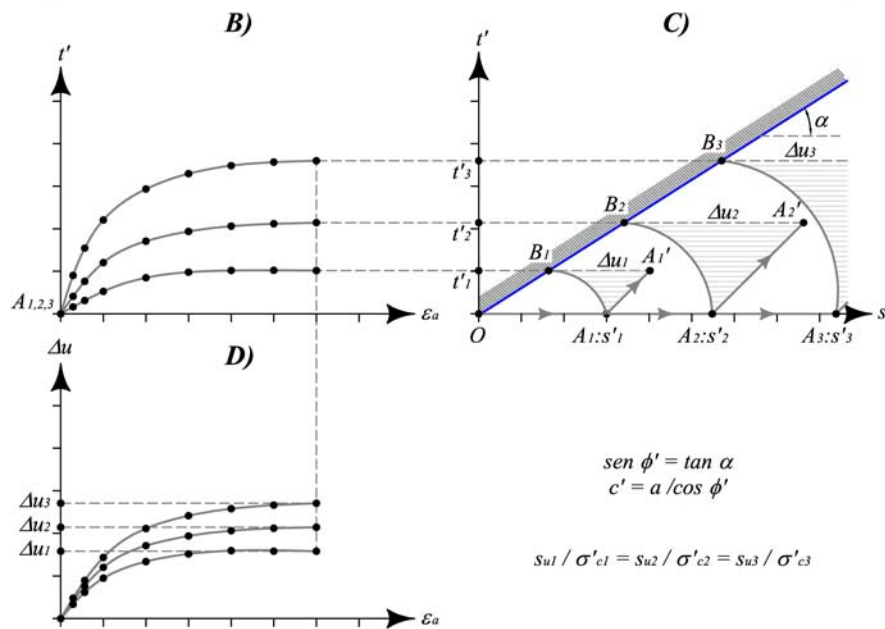 B)
C)
t'
t'
α
B3
Δu3
t'3
B2
A2'
Δu2
t'2
B1
A1'
Δu1
t'1
A1,2,3
εa
O
A1:s'1
A2:s'2
A3:s'3
s
Δu
D)
Δu3
Δu2
Δu1
εa
sen ϕ' = tan α
c' = a /cos ϕ'
su1 / σ'c1 = su2 / σ'c2 = su3 / σ'c3